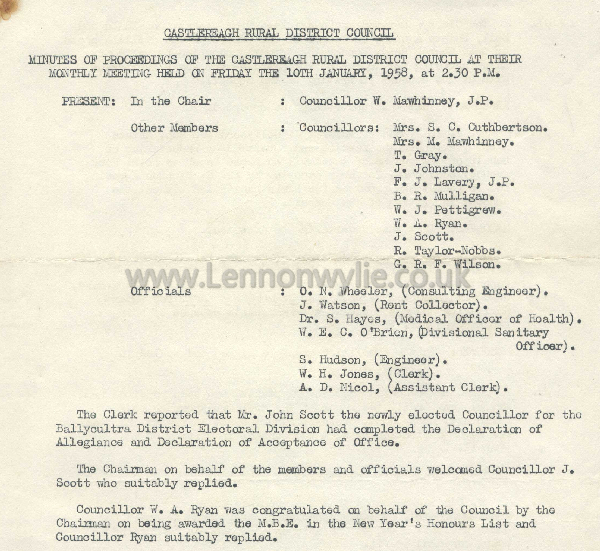 CASTLEREAGH RURAL DISTRICT COUNCIL
MINUTES OF PROCEEDINGS OF THE CASTLEREAGH RURAL DISTRICT COUNCIL AT THEIR
MONTHLY MEETING HELD ON FRIDAY THE 10TH JANUARY, 1958, at 2.30 P.M.
PRESENT: In the Chair : Councillor W. Mawhinney, J.P.
Other Members : Councillors: Mrs. S. C. Cuthbertson.
Mrs. M. Mawhinney.
T. Gray.
J. Johnston.
F. J. Lavery, J.P.
B. R. Mulligan.
W. J. Pettigrew.
W. A. Ryan.
J. Scott.
R. Taylor-Nobbs.
G. R. F. Wilson.
www.Lennonwylie.co.uk
Officials : O. N. Wheeler, (Consulting Engineer).
J. Watson, (Rent Collector).
Dr. S. Hayes, (Medical Officer of Health).
W. E. C. O'Brien, (Divisional Sanitary
Officer).
S. Hudson, (Engineer).
W. H. Jones, (Clerk).
A. D. Nicol, (Assistant Clerk).
The Clerk reported that Mr. John Scott the newly elected Councillor for the
Ballycultra District Electoral Division had completed the Declaration of
Allegiance and Declaration of Acceptance of Office.
The Chairman on behalf of the members and officials welcomed Councillor J.
Scott who suitably replied.
Councillor W. A. Ryan was congratulated on behalf of the Council by the
Chairman on being awarded the M.B.E. in the New Year's Honours List and
Councillor Ryan suitably replied.